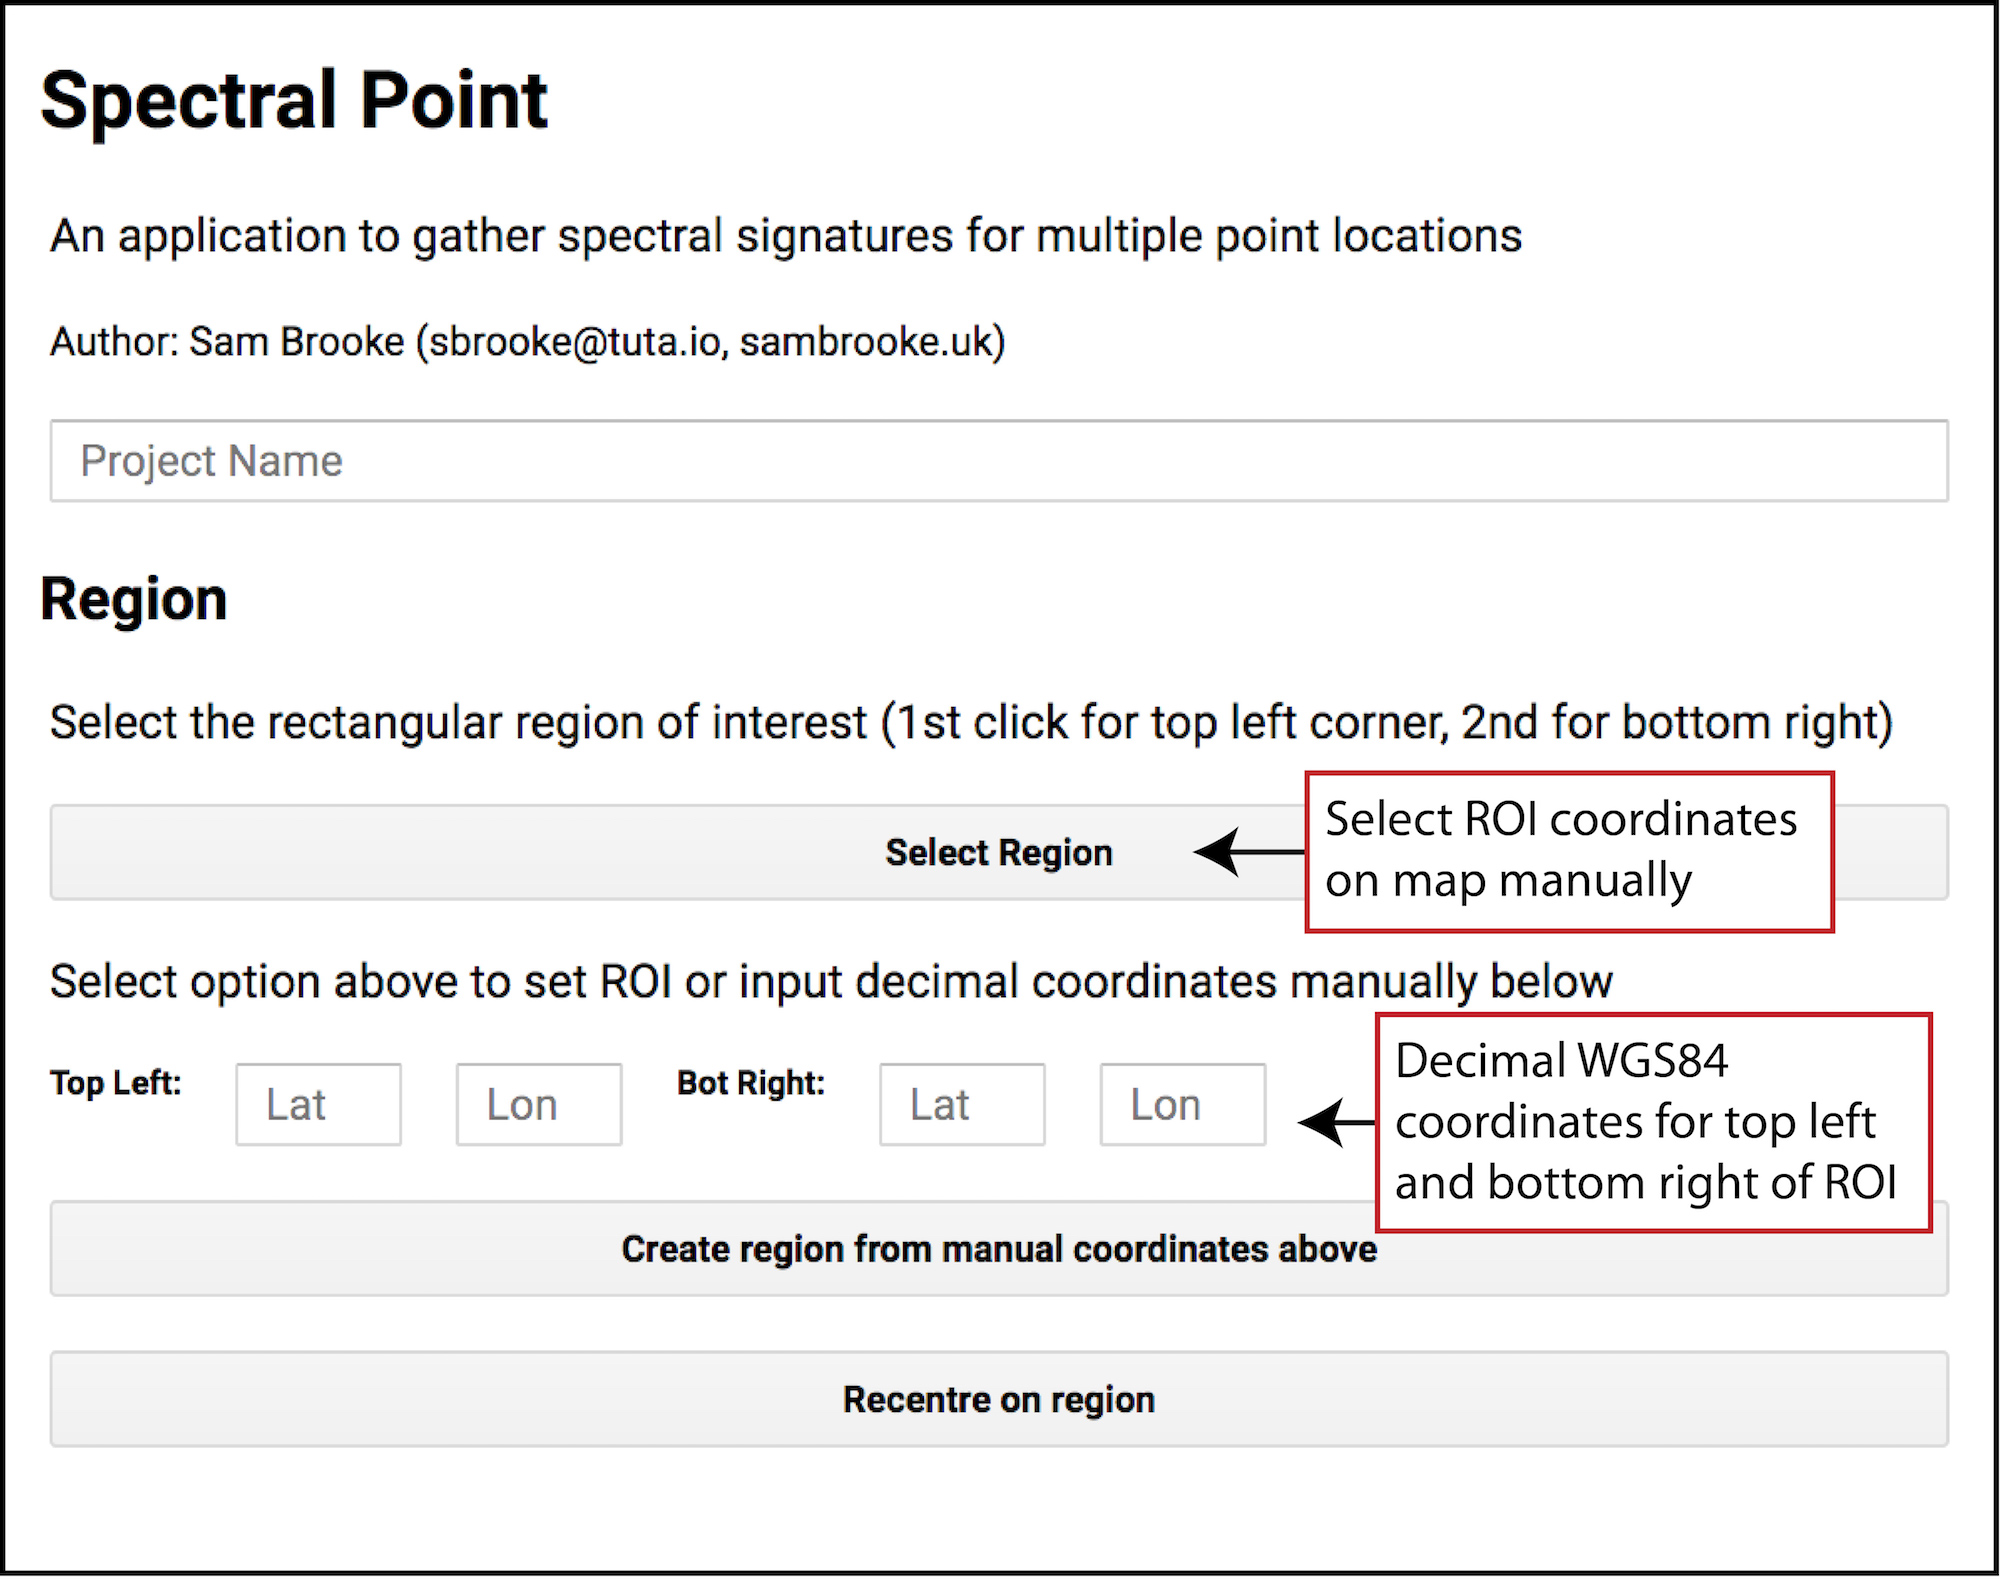 Spectral Point
An application to gather spectral signatures for multiple point locations
Author: Sam Brooke (sbrooke@tuta.io, sambrooke.uk)
Project Name
Region
Select the rectangular region of interest (1st click for top left corner, 2nd for bottom right)
Select Region
Select ROI coordinates
on map manually
Select option above to set ROI or input decimal coordinates manually below
Top Left: Lat Lon Bot Right: Lat Lon
Decimal WGS84
coordinates for top left
and bottom right of ROI
Create region from manual coordinates above
Recentre on region